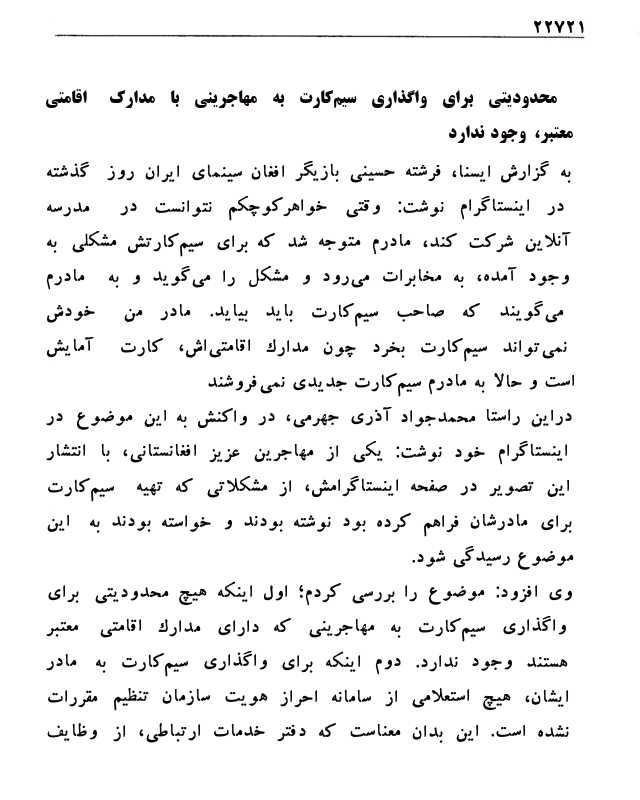 ۲۲۷۲۱
محدودیتی برای واگذاری سیم‌کارت به مهاجرینی با مدارک اقامتی
معتبر، وجود ندارد
به گزارش ایسنا، فرشته حسینی بازیگر افغان سینمای ایران روز گذشته
در اینستاگرام نوشت: وقتی خواهرکوچکم نتوانست در مدرسه
آنلاین شرکت کند، مادرم متوجه شد که برای سیم‌کارتش مشکلی به
وجود آمده، به مخابرات می‌رود و مشکل را می‌گوید و به مادرم
می‌گویند که صاحب سیم‌کارت باید بیاید. مادر من خودش
نمی‌تواند سیم‌کارت بخرد چون مدارك اقامتی‌اش، کارت آمایش
است و حالا به مادرم سیم‌کارت جدیدی نمی‌فروشند
دراین راستا محمدجواد آذری جهرمی، در واکنش به این موضوع در
اینستاگرام خود نوشت: یکی از مهاجرین عزیز افغانستانی، با انتشار
این تصویر در صفحه اینستاگرامش، از مشکلاتی که تهیه سیم‌کارت
برای مادرشان فراهم کرده بود نوشته بودند و خواسته بودند به این
موضوع رسیدگی شود.
وی افزود: موضوع را بررسی کردم؛ اول اینکه هیچ محدودیتی برای
واگذاری سیم‌کارت به مهاجرینی که دارای مدارك اقامتی معتبر
هستند وجود ندارد. دوم اینکه برای واگذاری سیم‌کارت به مادر
ایشان، هیچ استعلامی از سامانه احراز هویت سازمان تنظیم مقررات
نشده است. این بدان معناست که دفتر خدمات ارتباطی، از وظایف